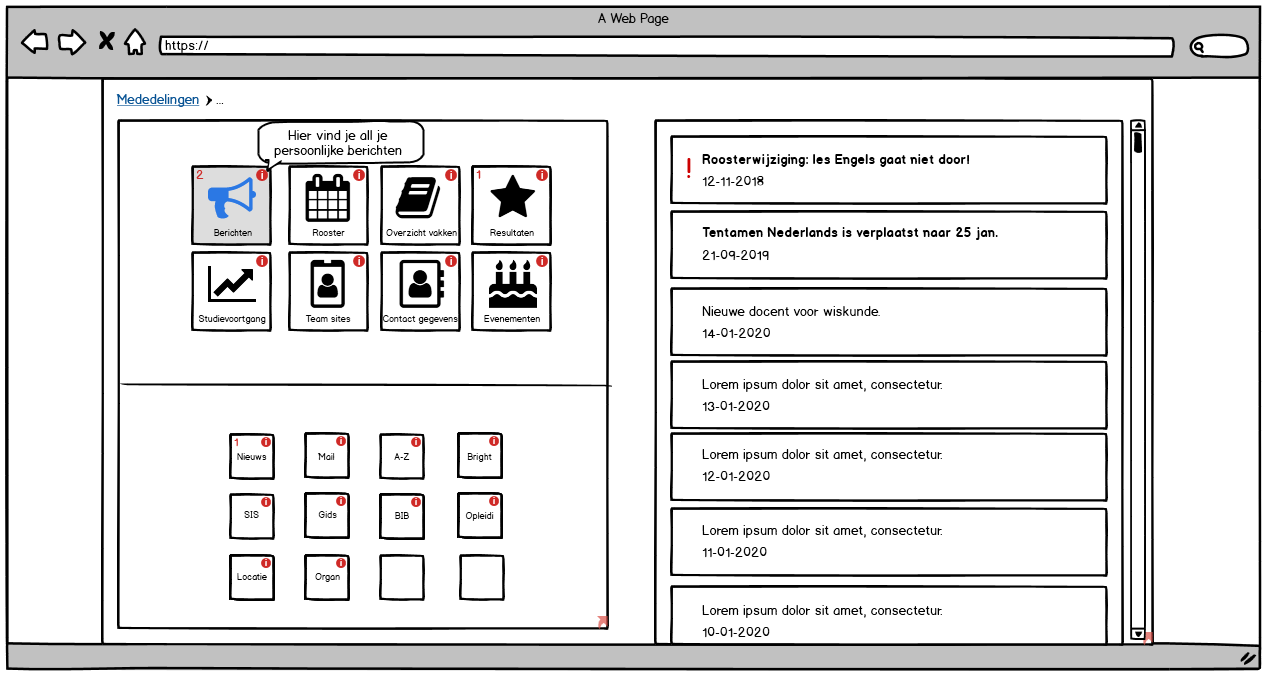 A Web Page
https://
Mededelingen ...
Hier vind je all je
persoonlijke berichten
2
1
Berichten
Rooster
Overzicht vakken
Resultaten
Studievoortgang
Team sites
Contact gegevens
Evenementen
1
Nieuws
Mail
A-Z
Bright
SIS
Gids
BIB
Opleidi
Locatie
Organ
! Roosterwijziging: les Engels gaat niet door!
12-11-2018
Tentamen Nederlands is verplaatst naar 25 jan.
21-09-2019
Nieuwe docent voor wiskunde.
14-01-2020
Lorem ipsum dolor sit amet, consectetur.
13-01-2020
Lorem ipsum dolor sit amet, consectetur.
12-01-2020
Lorem ipsum dolor sit amet, consectetur.
11-01-2020
Lorem ipsum dolor sit amet, consectetur.
10-01-2020